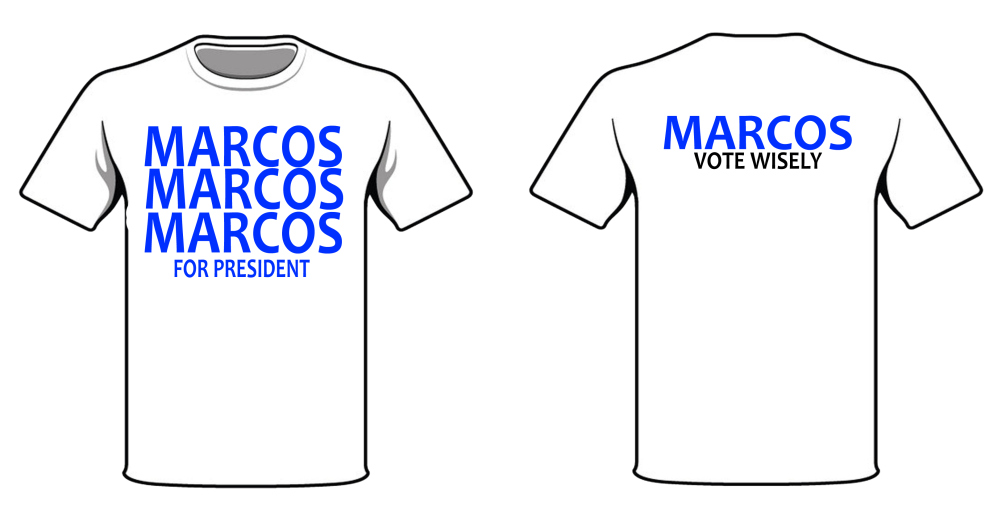 MARCOS
MARCOS
MARCOS
FOR PRESIDENT
MARCOS
VOTE WISELY